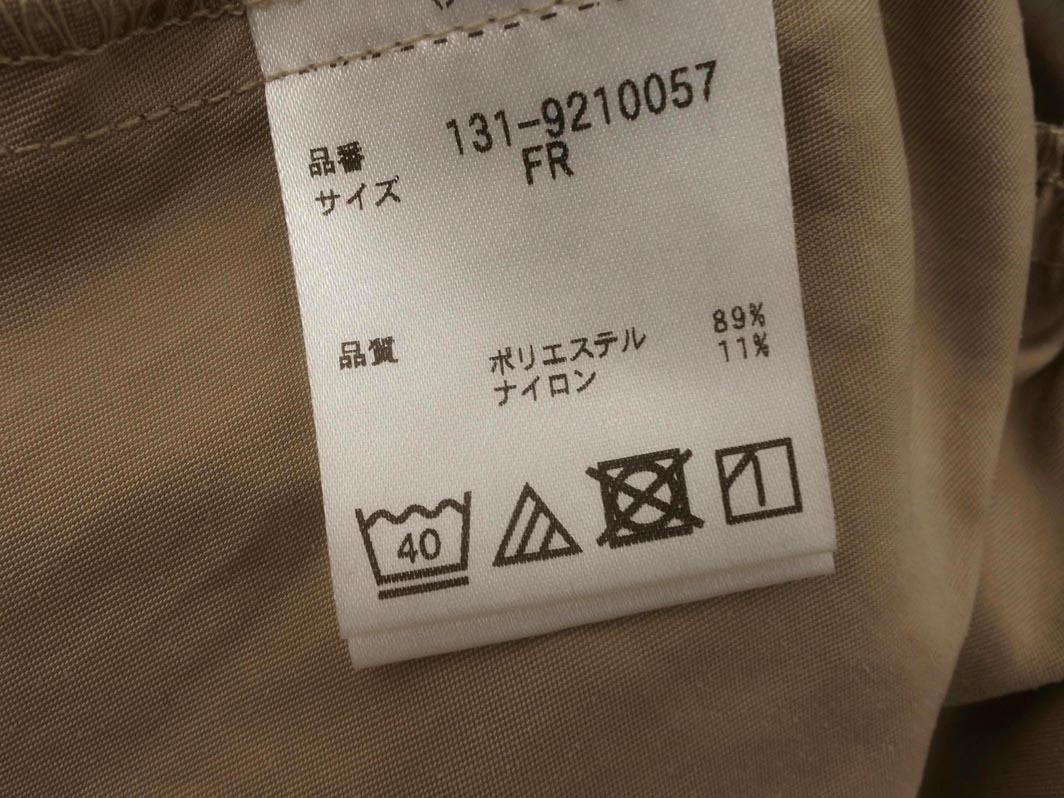 品番 131-9210057
サイズ FR
品質 ポリエステル 89%
ナイロン 11%
40